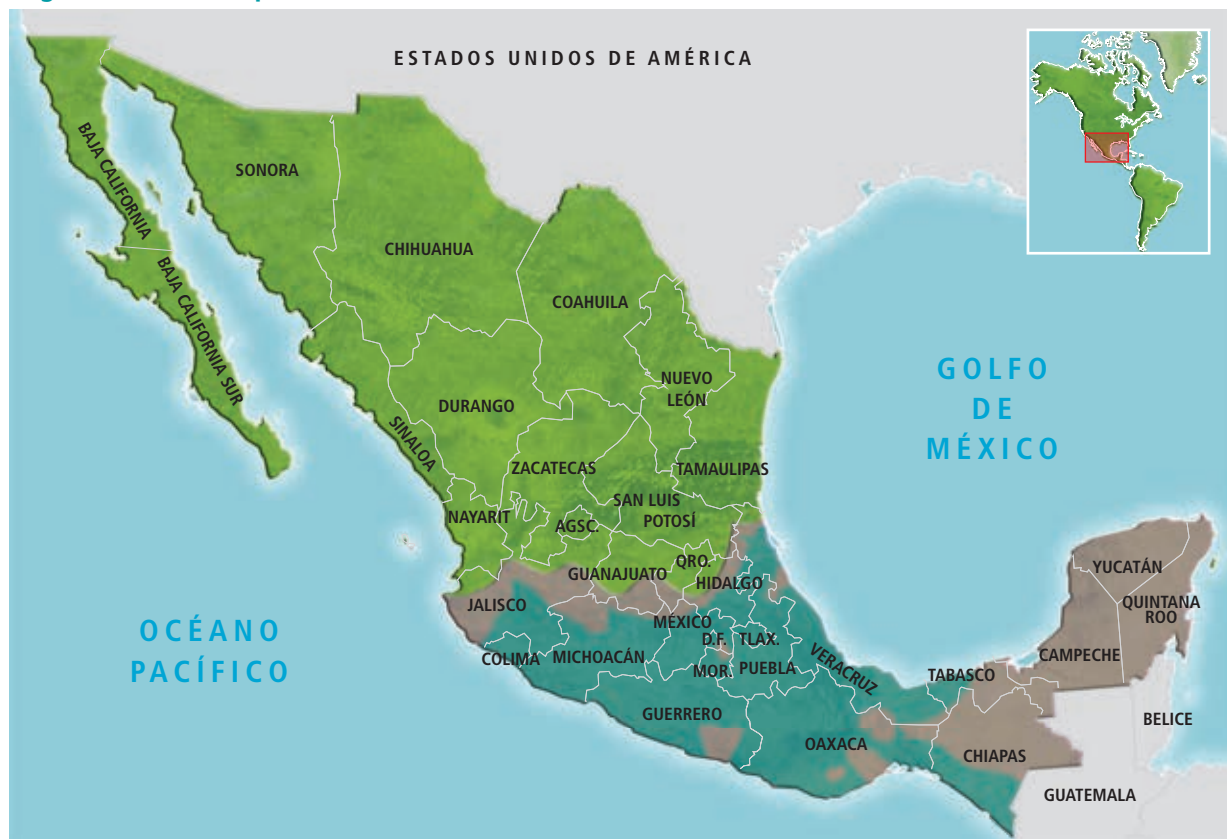 ESTADOS UNIDOS DE AMÉRICA
BAJA CALIFORNIA
SONORA
CHIHUAHUA
COAHUILA
BAJA CALIFORNIA SUR
NUEVO
LEÓN
DURANGO
SINALOA
ZACATECAS
TAMAULIPAS
SAN LUIS
POTOSÍ
NAYARIT
AGSC.
GOLFO
DE
MÉXICO
QRO.
GUANAJUATO
HIDALGO
JALISCO
MÉXICO
D.F.
TLAX.
COLIMA
MICHOACÁN
MOR.
PUEBLA
VERACRUZ
GUERRERO
OAXACA
TABASCO
CHIAPAS
YUCATÁN
QUINTANA
ROO
CAMPECHE
BELICE
GUATEMALA
OCÉANO
PACÍFICO